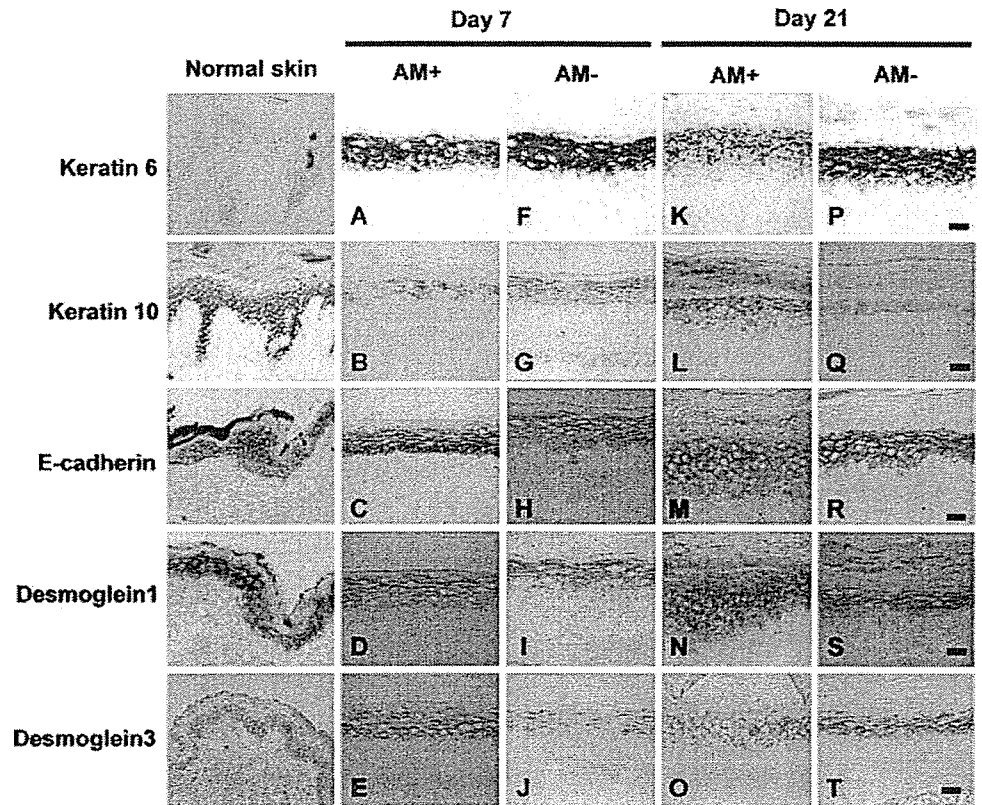 Day 7 Day 21
Normal skin AM+ AM- AM+ AM-
Keratin 6 A F K P
Keratin 10 B G L Q
E-cadherin C H M R
Desmoglein1 D I N S
Desmoglein3 E J O T